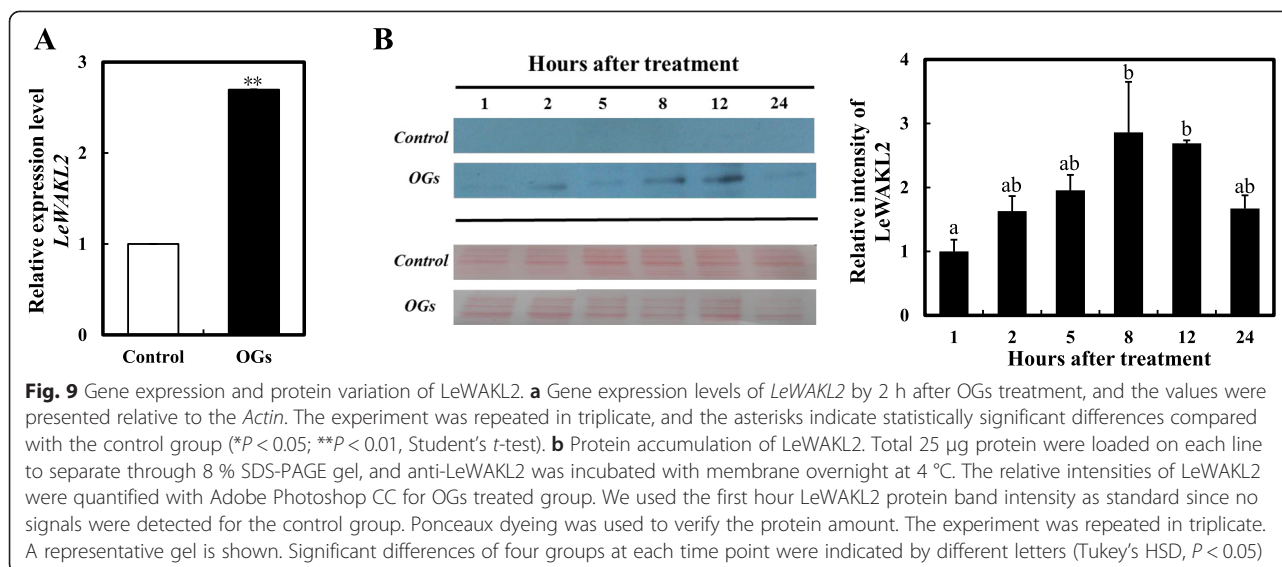 A
B
3
2
1
0
Relative expression level
LeWAKL2
**
Control
OGs
Hours after treatment
1 2 5 8 12 24
Control
OGs
Control
OGs
4
3
2
1
0
Relative intensity of
LeWAKL2
a
ab
ab
b
b
ab
1 2 5 8 12 24
Hours after treatment
Fig. 9 Gene expression and protein variation of LeWAKL2. a Gene expression levels of LeWAKL2 by 2 h after OGs treatment, and the values were
presented relative to the Actin. The experiment was repeated in triplicate, and the asterisks indicate statistically significant differences compared
with the control group (*P < 0.05; **P < 0.01, Student's t-test). b Protein accumulation of LeWAKL2. Total 25 μg protein were loaded on each line
to separate through 8 % SDS-PAGE gel, and anti-LeWAKL2 was incubated with membrane overnight at 4 °C. The relative intensities of LeWAKL2
were quantified with Adobe Photoshop CC for OGs treated group. We used the first hour LeWAKL2 protein band intensity as standard since no
signals were detected for the control group. Ponceaux dyeing was used to verify the protein amount. The experiment was repeated in triplicate.
A representative gel is shown. Significant differences of four groups at each time point were indicated by different letters (Tukey's HSD, P < 0.05)